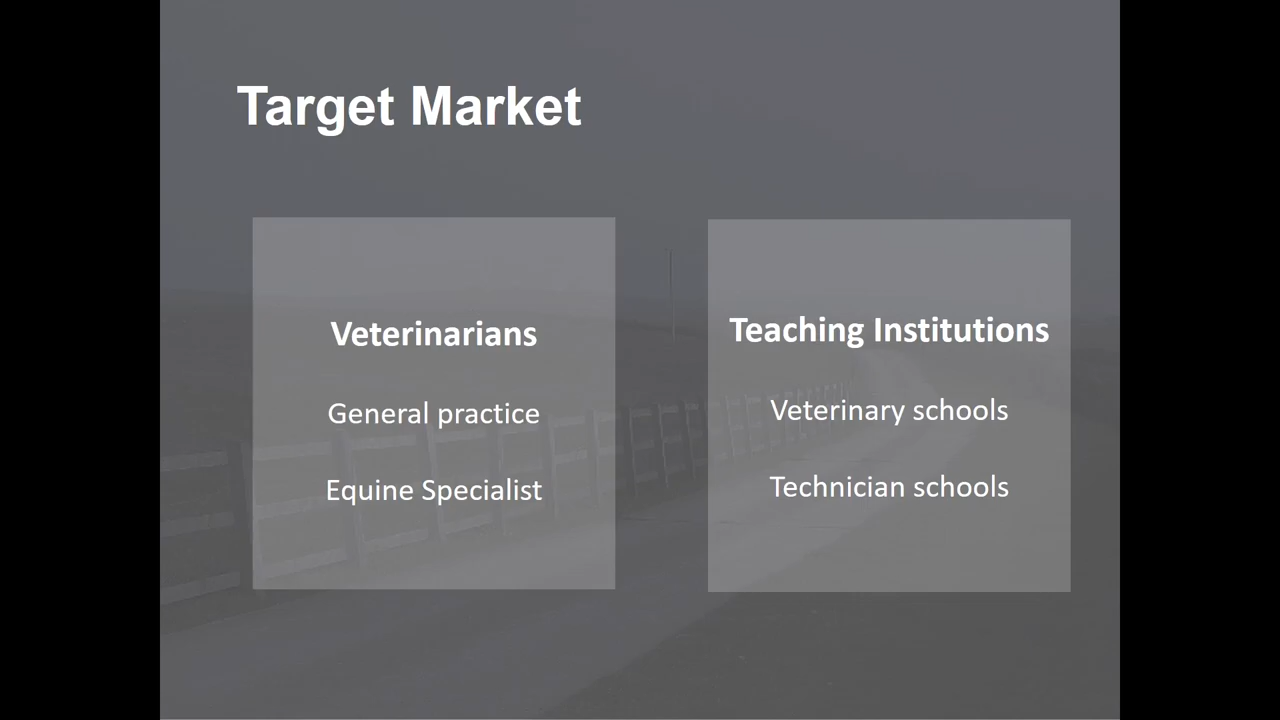 Target Market
Veterinarians
General practice
Equine Specialist
Teaching Institutions
Veterinary schools
Technician schools